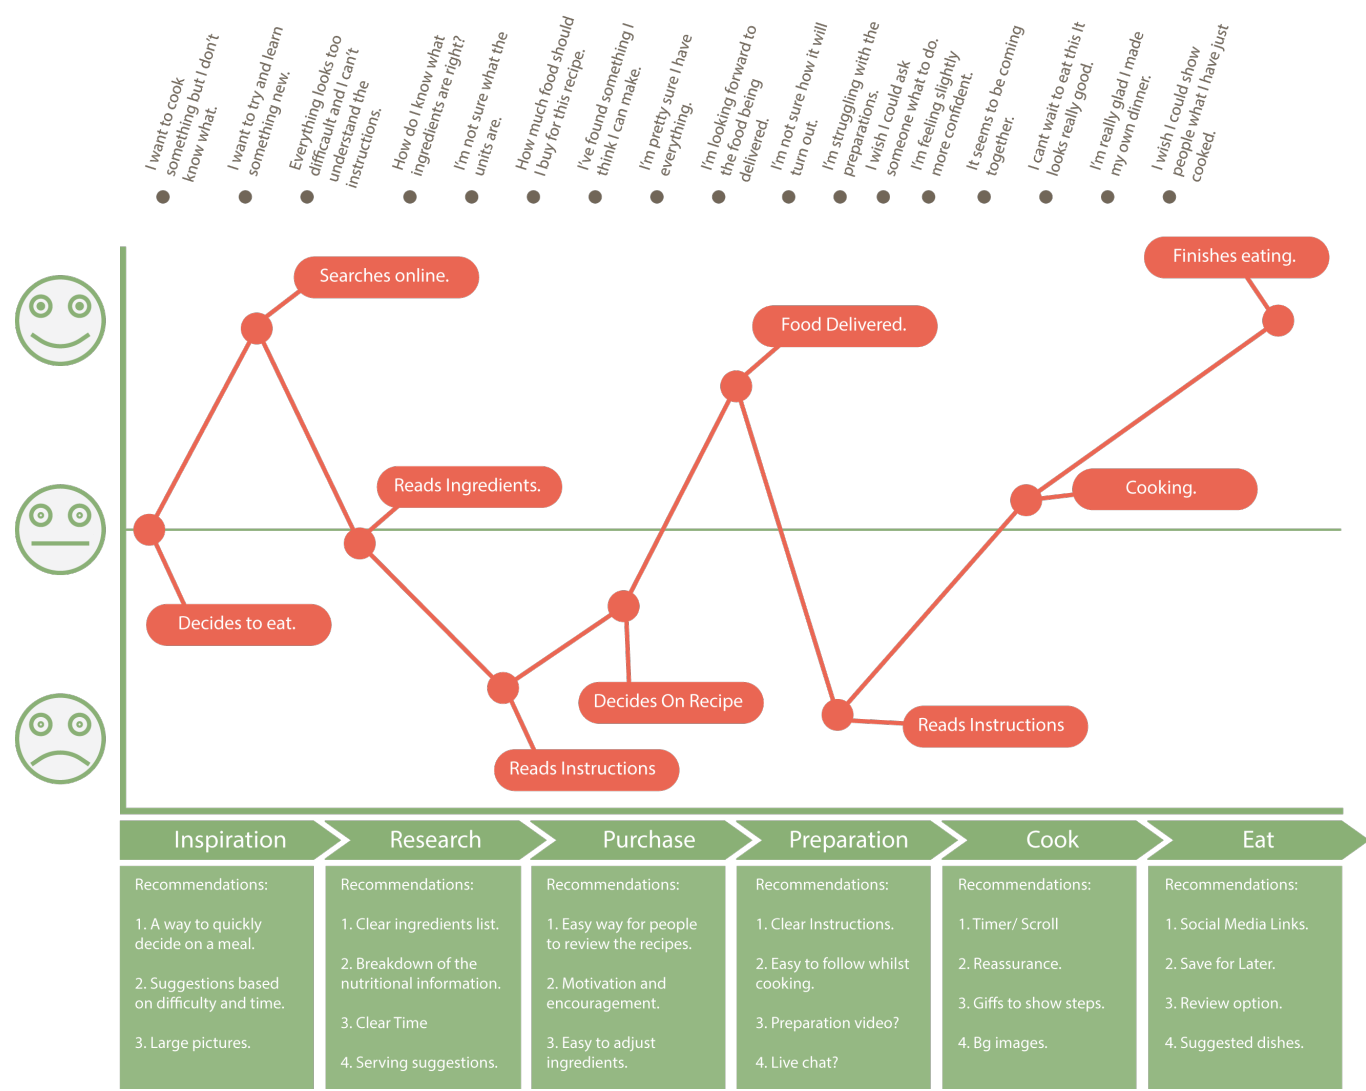 I want to cook
something but I don't
know what.
I want to try and learn
something new.
Everything looks too
difficult and I can't
understand the
instructions.
How do I know what
ingredients are right?
I'm not sure what the
units are.
How much food should
I buy for this recipe.
I've found something I
think I can make.
I'm pretty sure I have
everything.
I'm looking forward to
the food being
delivered.
I'm not sure how it will
turn out.
I'm struggling with the
preparations.
I wish I could ask
someone what to do.
I'm feeling slightly
more confident.
It seems to be coming
together.
I cant wait to eat this It
looks really good.
I'm really glad I made
my own dinner.
I wish I could show
people what I have just
cooked.
Finishes eating.
Searches online.
Food Delivered.
Reads Ingredients.
Cooking.
Decides to eat.
Decides On Recipe
Reads Instructions
Reads Instructions
Inspiration
Research
Purchase
Preparation
Cook
Eat
Recommendations:
1. A way to quickly
decide on a meal.
2. Suggestions based
on difficulty and time.
3. Large pictures.
Recommendations:
1. Clear ingredients list.
2. Breakdown of the
nutritional information.
3. Clear Time
4. Serving suggestions.
Recommendations:
1. Easy way for people
to review the recipes.
2. Motivation and
encouragement.
3. Easy to adjust
ingredients.
Recommendations:
1. Clear Instructions.
2. Easy to follow whilst
cooking.
3. Preparation video?
4. Live chat?
Recommendations:
1. Timer/ Scroll
2. Reassurance.
3. Giffs to show steps.
4. Bg images.
Recommendations:
1. Social Media Links.
2. Save for Later.
3. Review option.
4. Suggested dishes.